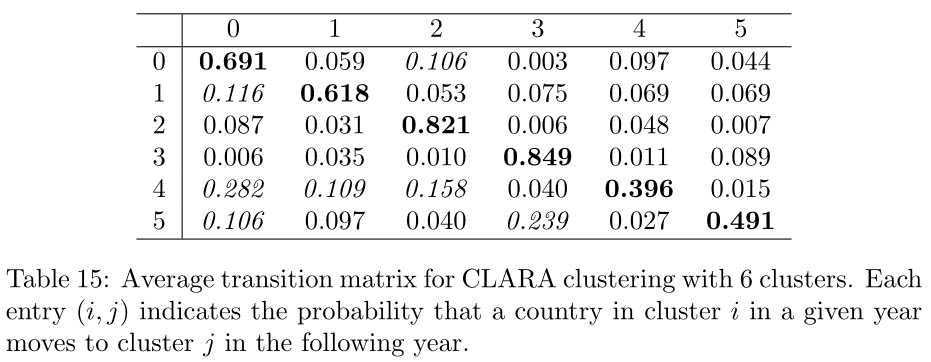 0 1 2 3 4 5
0 0.691 0.059 0.106 0.003 0.097 0.044
1 0.116 0.618 0.053 0.075 0.069 0.069
2 0.087 0.031 0.821 0.006 0.048 0.007
3 0.006 0.035 0.010 0.849 0.011 0.089
4 0.282 0.109 0.158 0.040 0.396 0.015
5 0.106 0.097 0.040 0.239 0.027 0.491
Table 15: Average transition matrix for CLARA clustering with 6 clusters. Each
entry (i, j) indicates the probability that a country in cluster i in a given year
moves to cluster j in the following year.